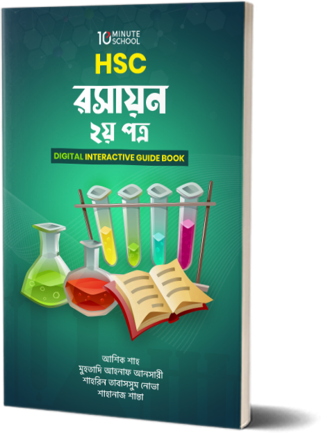 10 MINUTE
SCHOOL
HSC
রসায়ন
২য় পত্র
DIGITAL INTERACTIVE GUIDE BOOK
আশিক শাহ
মুহতাদি আহনাফ আনসারী
শাহরিন তাবাসসুম নোভা
শাহানাজ শান্তা